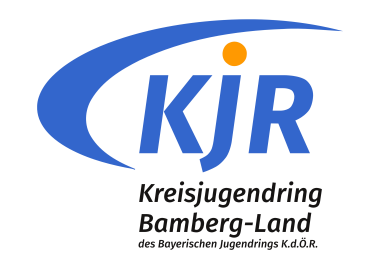 KjR
Kreisjugendring
Bamberg-Land
des Bayerischen Jugendrings K.d.Ö.R.